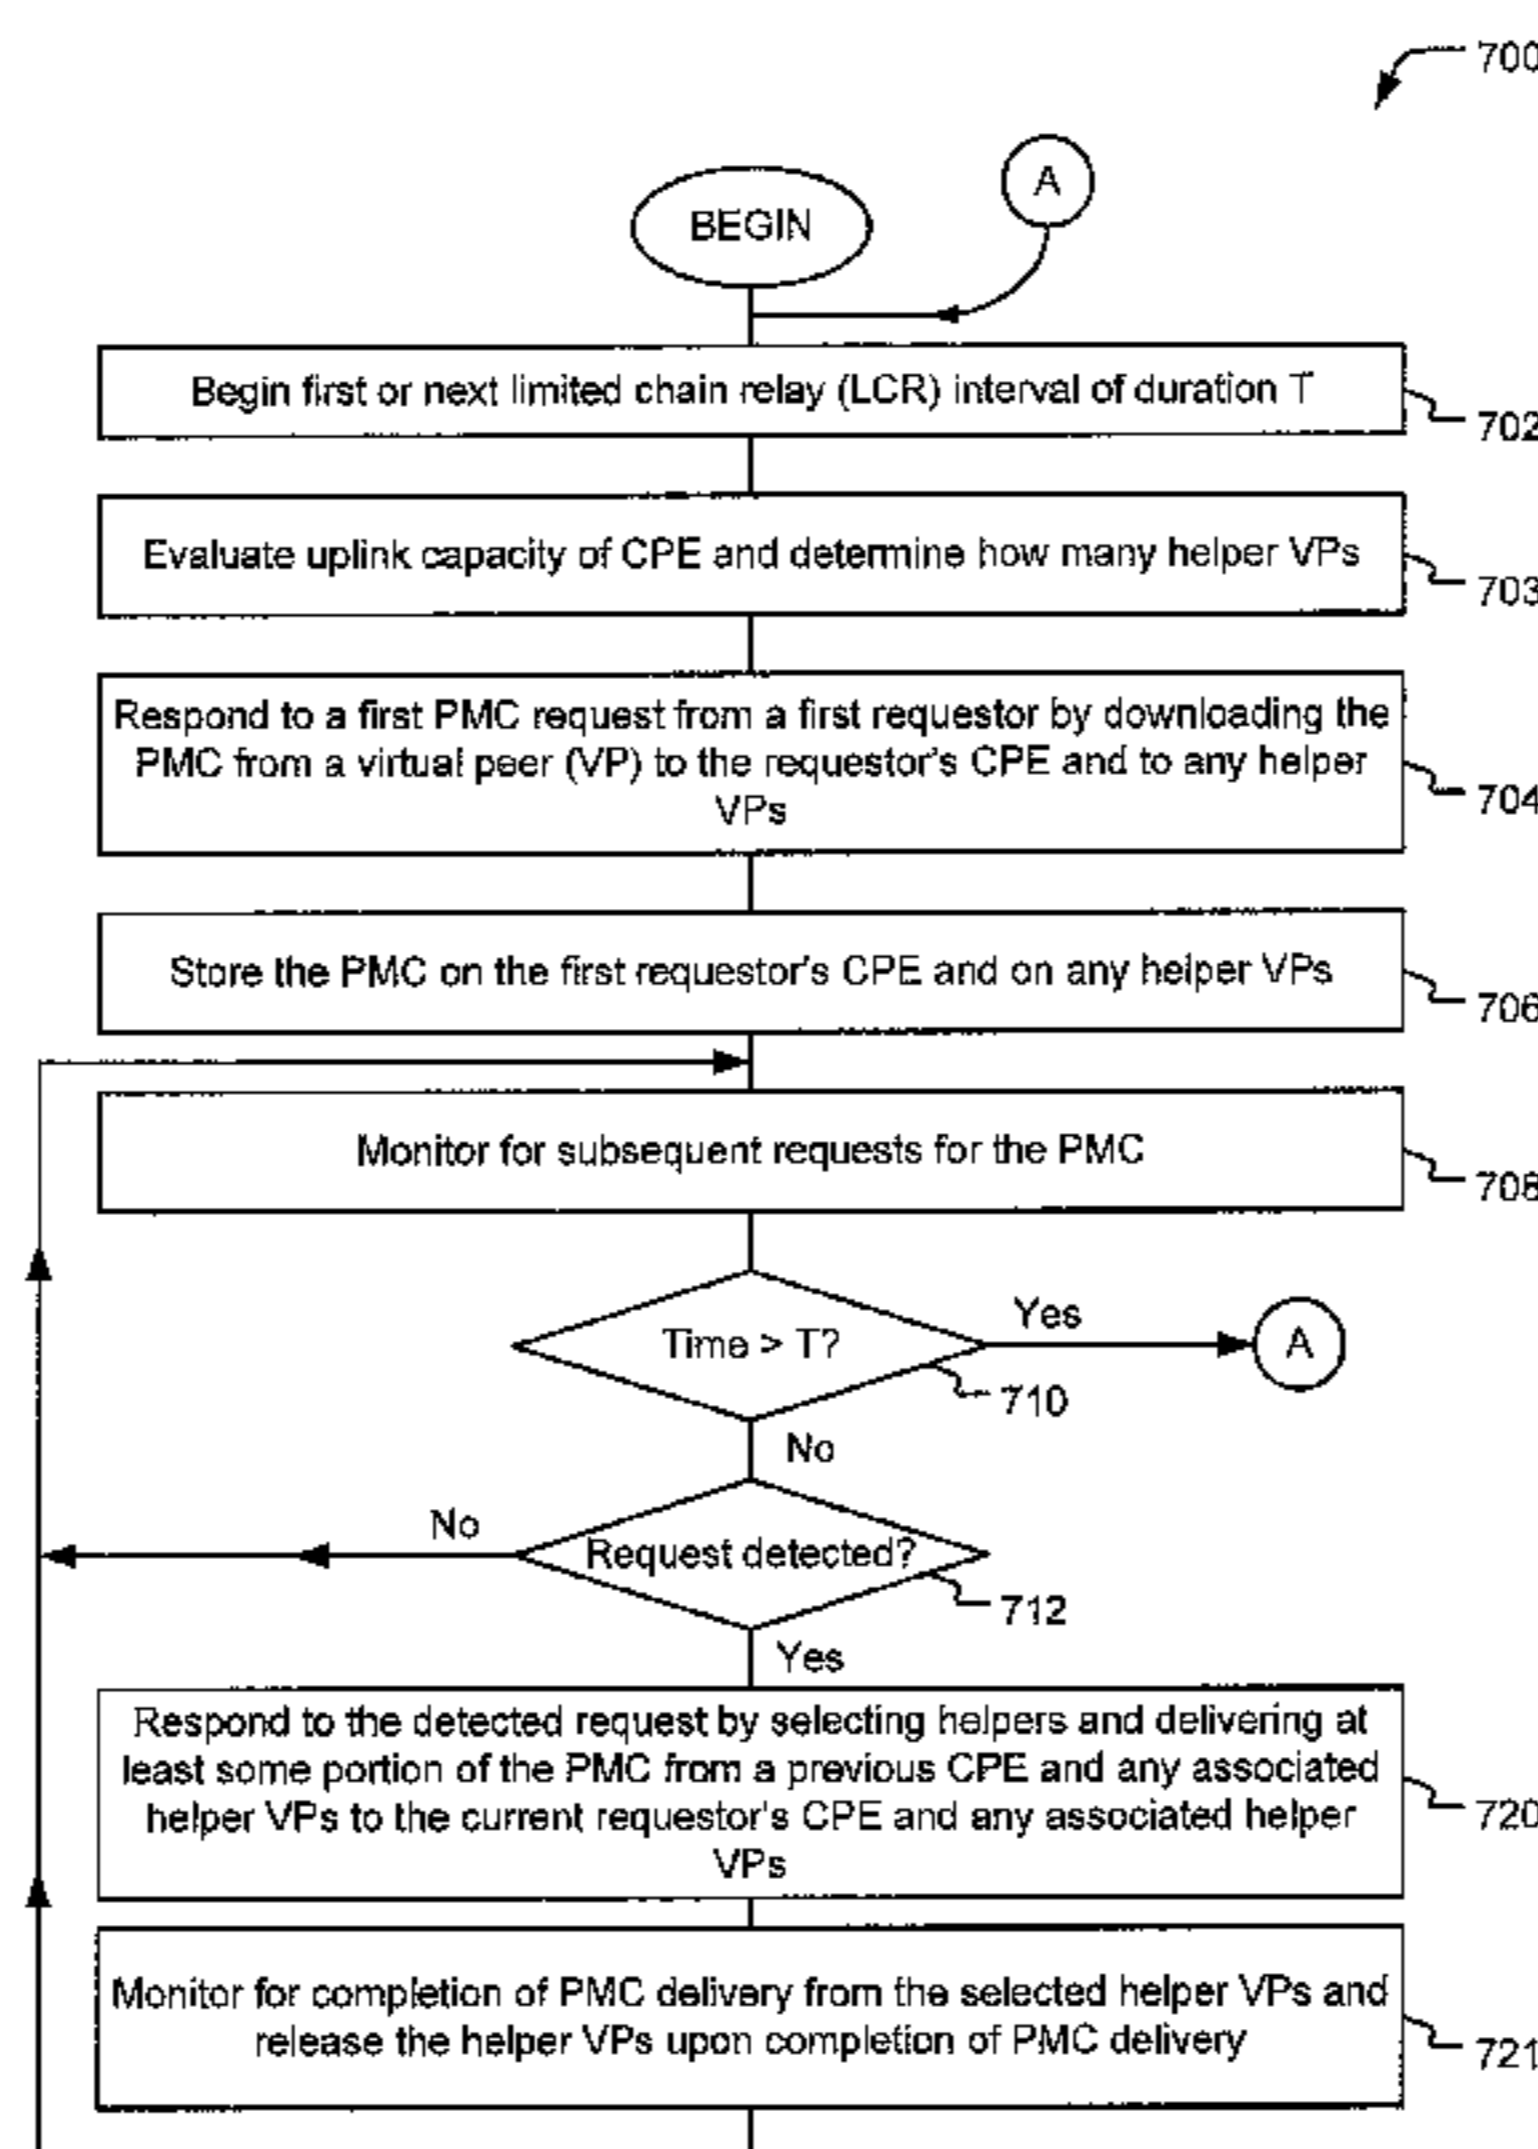 700
A
BEGIN
Begin first or next limited chain relay (LCR) interval of duration T
702
Evaluate uplink capacity of CPE and determine how many helper VPs
703
Respond to a first PMC request from a first requestor by downloading the
PMC from a virtual peer (VP) to the requestor's CPE and to any helper
VPs
704
Store the PMC on the first requestor's CPE and on any helper VPs
706
Monitor for subsequent requests for the PMC
708
Time > T?
Yes
A
710
No
No
Request detected?
712
Yes
Respond to the detected request by selecting helpers and delivering at
least some portion of the PMC from a previous CPE and any associated
helper VPs to the current requestor's CPE and any associated helper
VPs
720
Monitor for completion of PMC delivery from the selected helper VPs and
release the helper VPs upon completion of PMC delivery
721